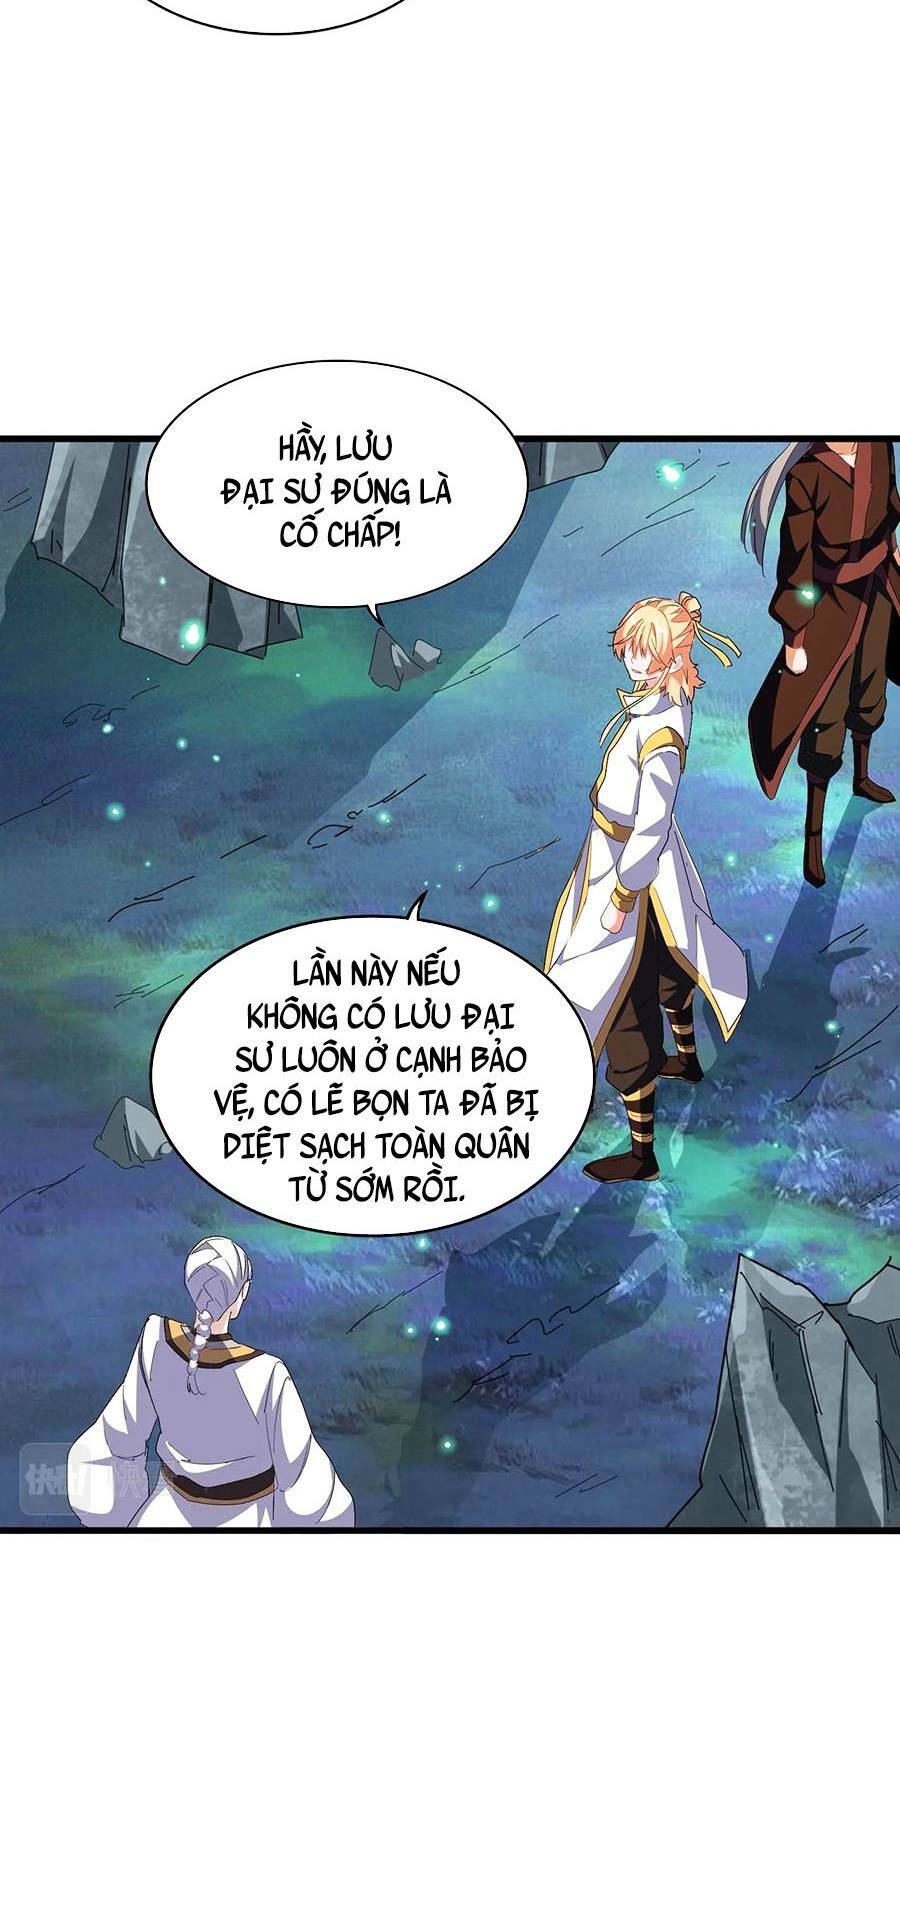 HẦY, LƯU
ĐẠI SƯ ĐÚNG LÀ
CỐ CHẤP!
LẦN NÀY NẾU
KHÔNG CÓ LƯU ĐẠI
SƯ LUÔN Ở CẠNH BẢO
VỆ, CÓ LẼ BỌN TA ĐÃ BỊ
DIỆT SẠCH TOÀN QUÂN
TỪ SỚM RỒI.